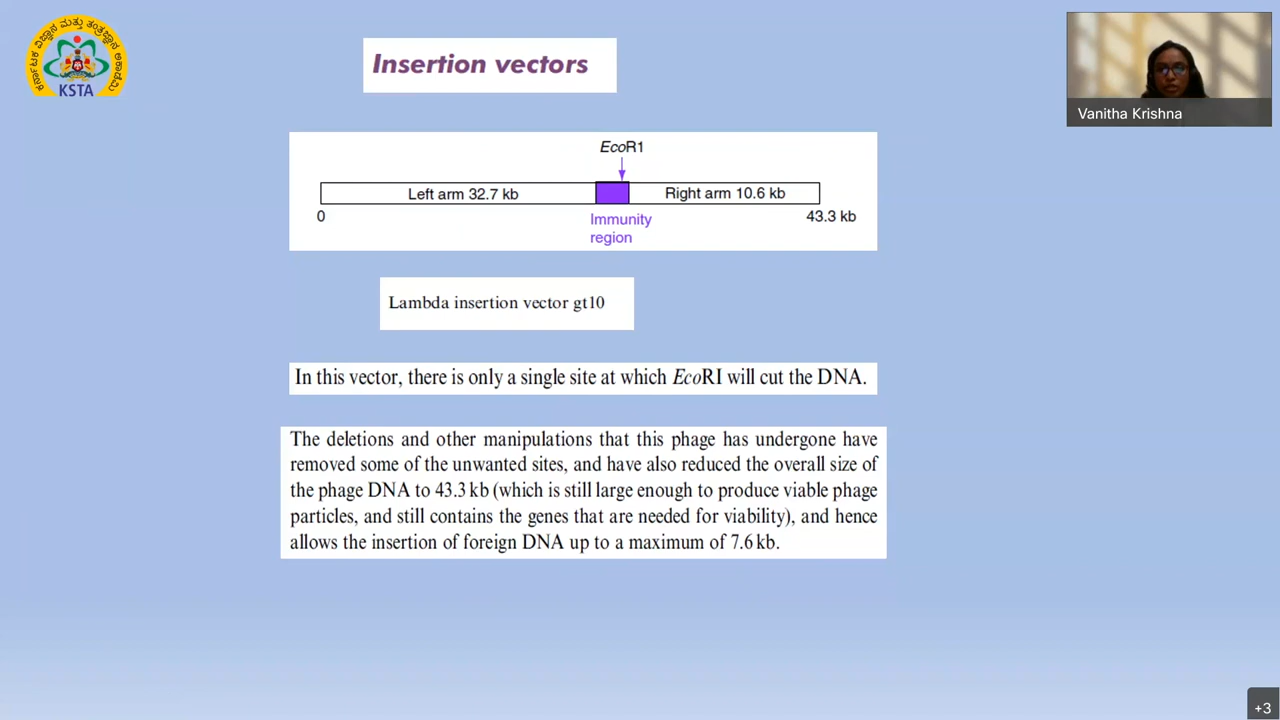 ಕರ್ನಾಟಕ ವಿಜ್ಞಾನ ಮತ್ತು ತಂತ್ರಜ್ಞಾನ ಅಕಾಡೆಮಿ
KSTA
Insertion vectors
Vanitha Krishna
EcoR1
Left arm 32.7 kb
Right arm 10.6 kb
0
Immunity
region
43.3 kb
Lambda insertion vector gt10
In this vector, there is only a single site at which EcoRI will cut the DNA.
The deletions and other manipulations that this phage has undergone have
removed some of the unwanted sites, and have also reduced the overall size of
the phage DNA to 43.3 kb (which is still large enough to produce viable phage
particles, and still contains the genes that are needed for viability), and hence
allows the insertion of foreign DNA up to a maximum of 7.6 kb.
+3